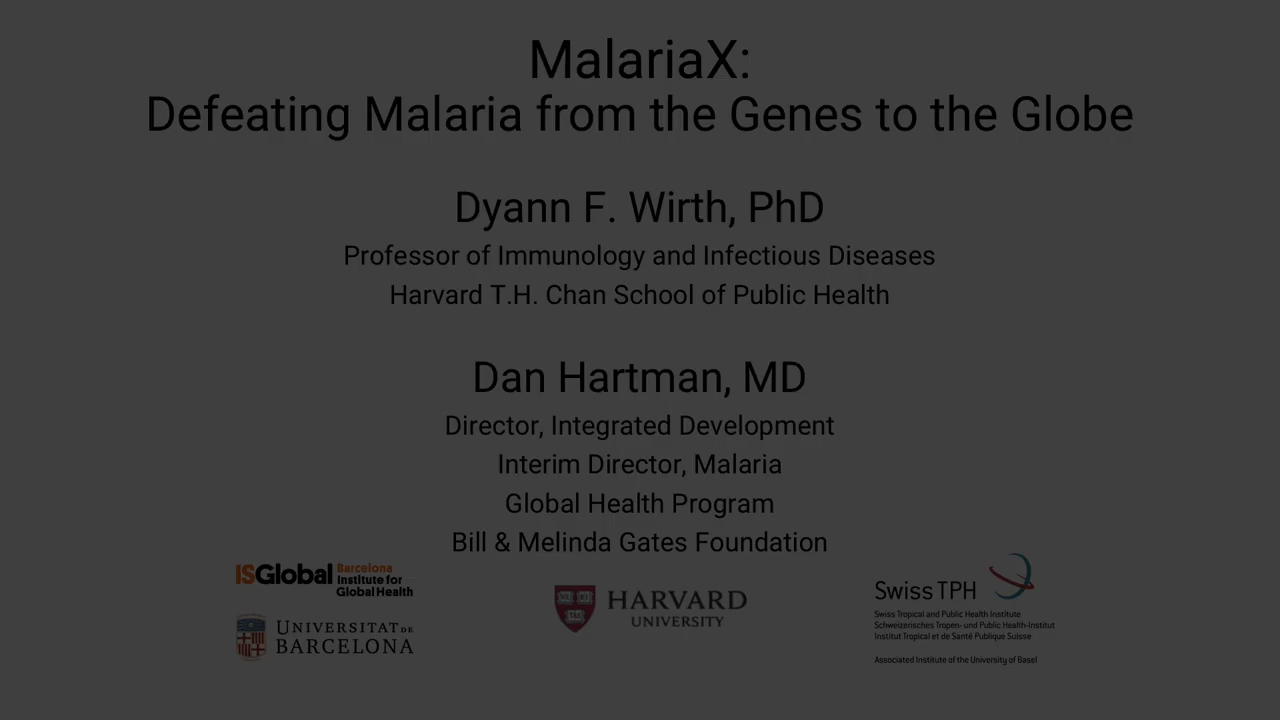 MalariaX:
Defeating Malaria from the Genes to the Globe
Dyann F. Wirth, PhD
Professor of Immunology and Infectious Diseases
Harvard T.H. Chan School of Public Health
Dan Hartman, MD
Director, Integrated Development
Interim Director, Malaria
Global Health Program
Bill & Melinda Gates Foundation
ISGlobal Barcelona
Institute for
Global Health
UNIVERSITAT DE
BARCELONA
HARVARD
UNIVERSITY
Swiss TPH
Swiss Tropical and Public Health Institute
Schweizerisches Tropen- und Public Health-Institut
Institut Tropical et de Santé Publique Suisse
Associated Institute of the University of Basel